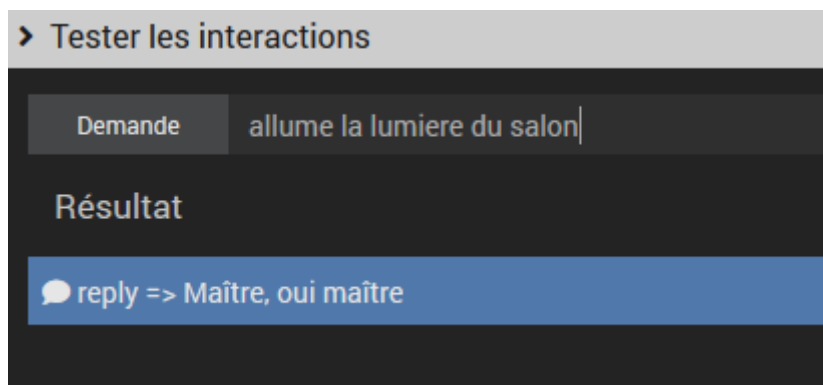 Tester les interactions
Demande allume la lumiere du salon
Résultat
reply => Maître, oui maître